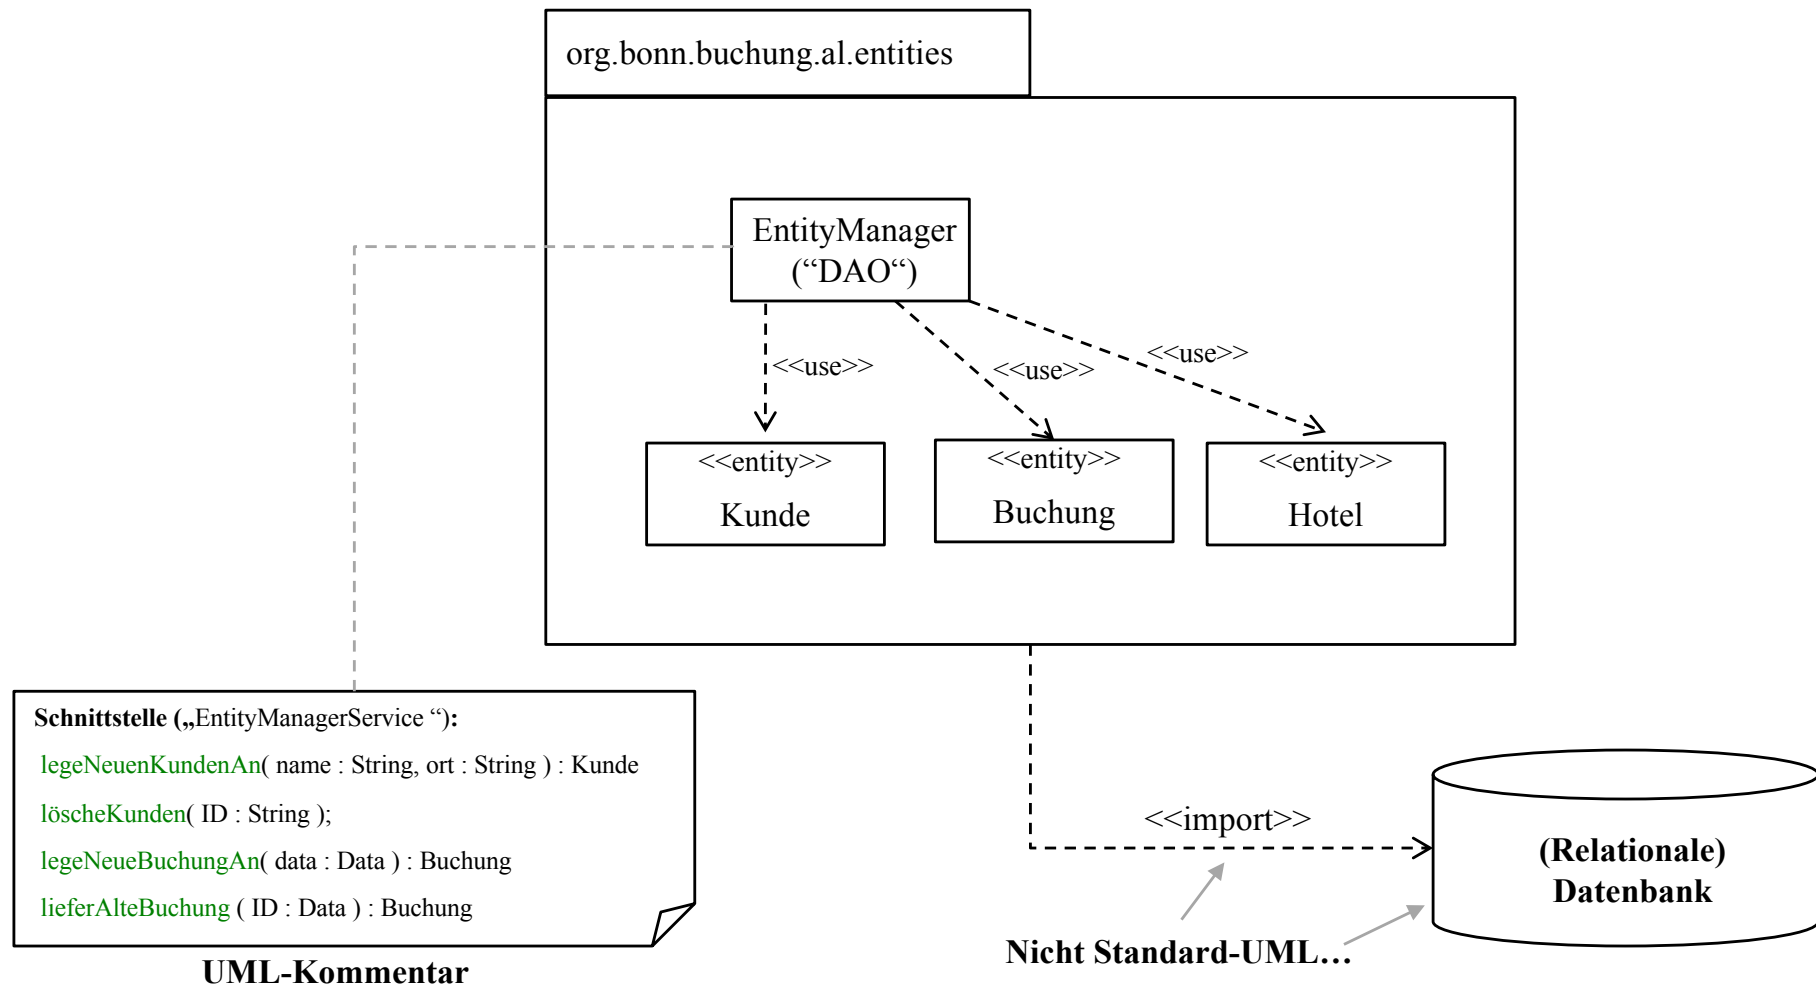 org.bonn.buchung.al.entities
EntityManager
(“DAO“)
<<use>>
<<use>>
<<use>>
<<entity>>
Kunde
<<entity>>
Buchung
<<entity>>
Hotel
Schnittstelle („EntityManagerService “):
legeNeuenKundenAn( name : String, ort : String ) : Kunde
löscheKunden( ID : String );
legeNeueBuchungAn( data : Data ) : Buchung
lieferAlteBuchung ( ID : Data ) : Buchung
UML-Kommentar
<<import>>
(Relationale)
Datenbank
Nicht Standard-UML…